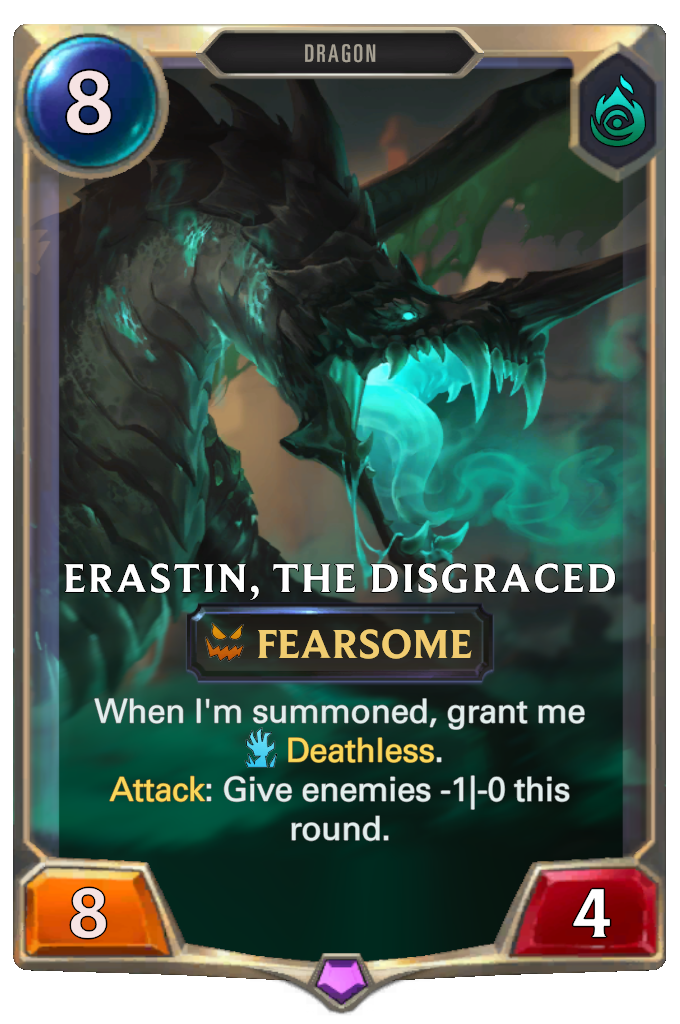 DRAGON
8
ERASTIN, THE DISGRACED
FEARSOME
When I'm summoned, grant me
Deathless.
Attack: Give enemies -1|-0 this
round.
8
4